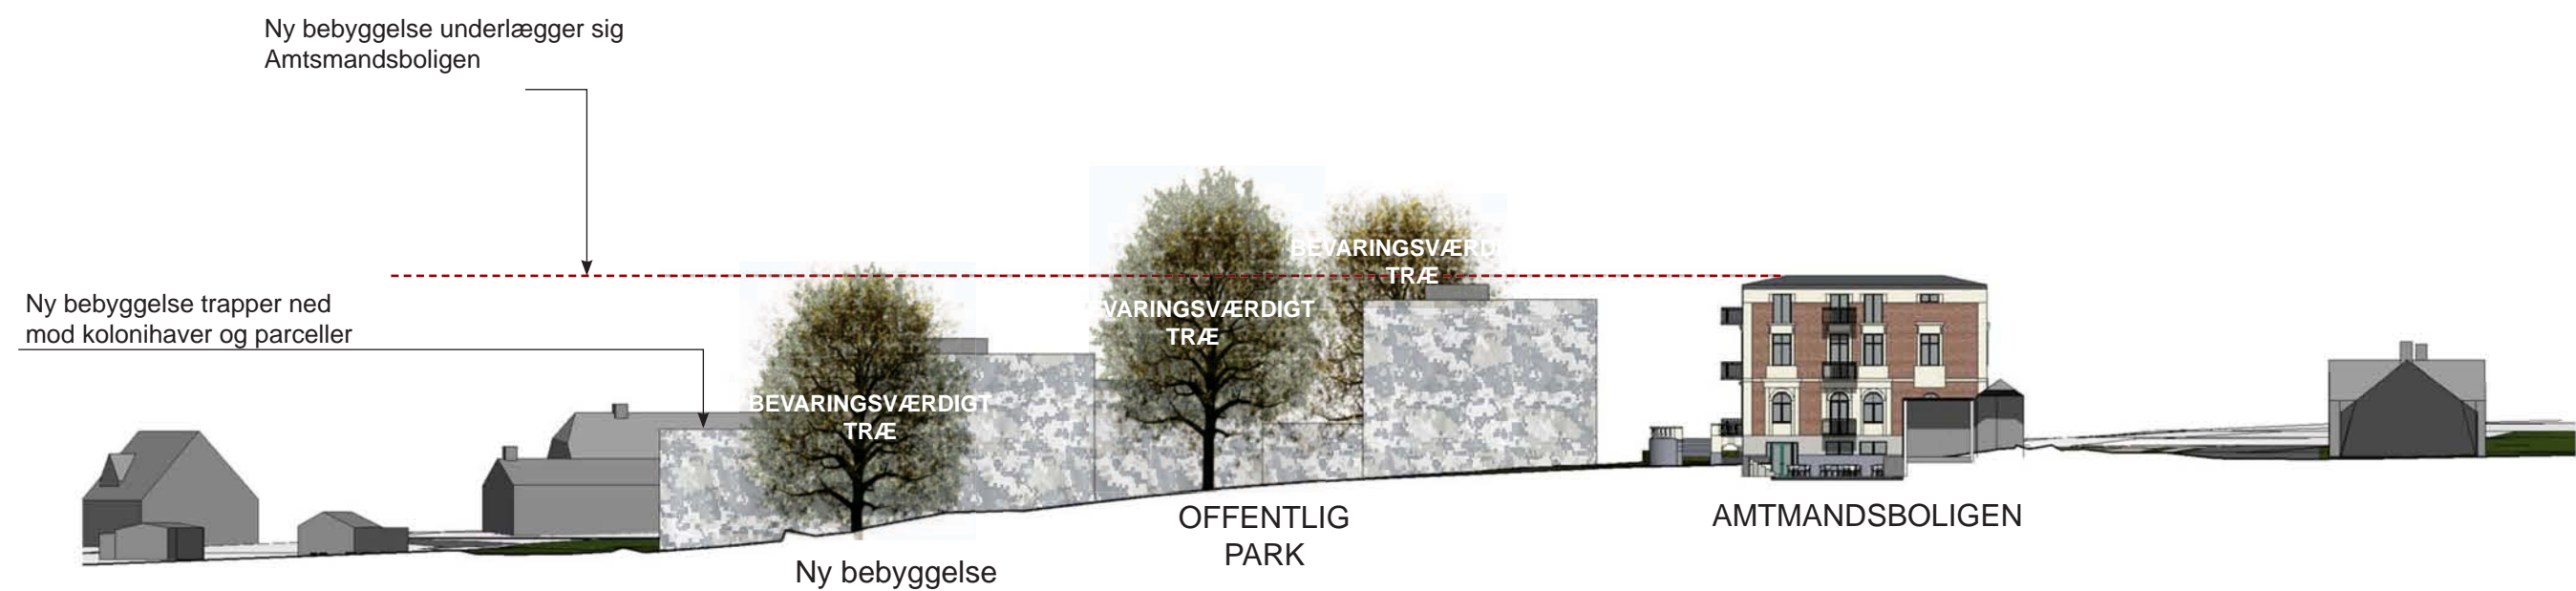 Ny bebyggelse underlægger sig
Amtsmandsboligen
Ny bebyggelse trapper ned
mod kolonihaver og parceller
BEVARINGSVÆRDIGT
TRÆ
VARINGSVÆRDIGT
TRÆ
BEVARINGSVÆRDI
TRÆ
Ny bebyggelse
OFFENTLIG
PARK
AMTMANDSBOLIGEN